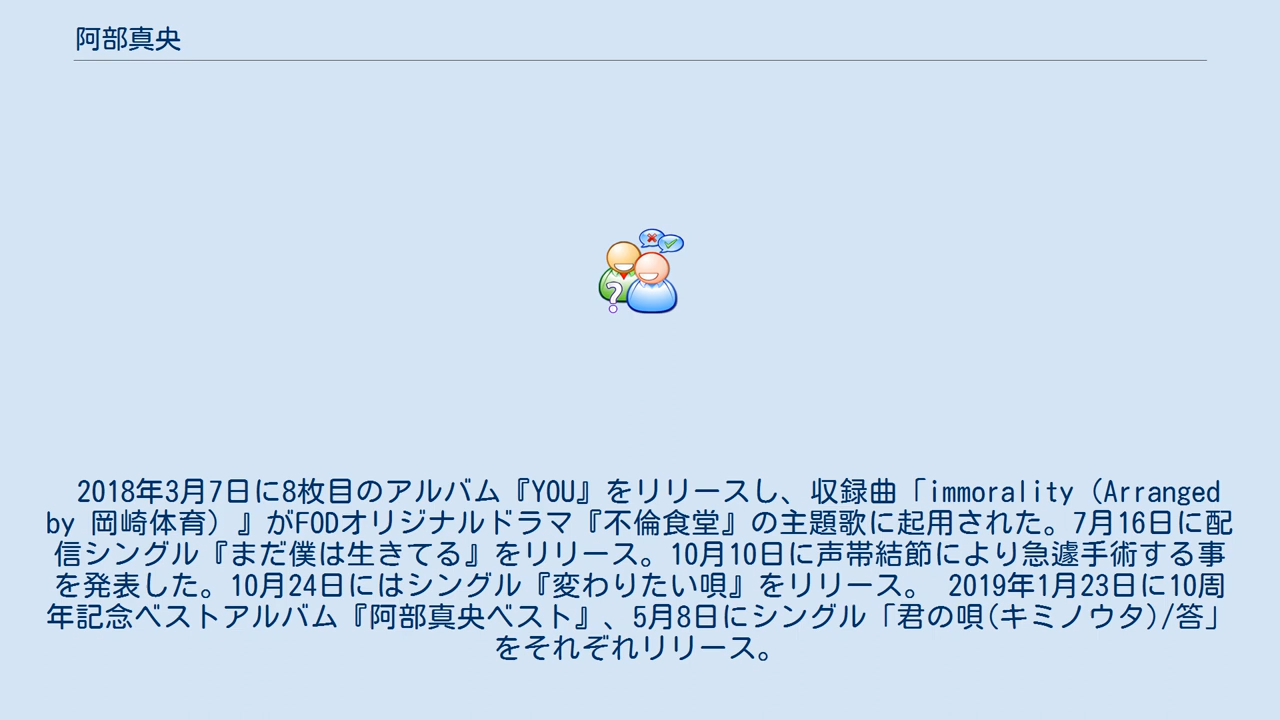 阿部真央
2018年3月7日に8枚目のアルバム『YOU』をリリースし、収録曲「immorality（Arranged
by 岡崎体育）』がFODオリジナルドラマ『不倫食堂』の主題歌に起用された。7月16日に配
信シングル『まだ僕は生きてる』をリリース。10月10日に声帯結節により急遽手術する事
を発表した。10月24日にはシングル『変わりたい唄』をリリース。 2019年1月23日に10周
年記念ベストアルバム『阿部真央ベスト』、5月8日にシングル「君の唄(キミノウタ)/答」
をそれぞれリリース。